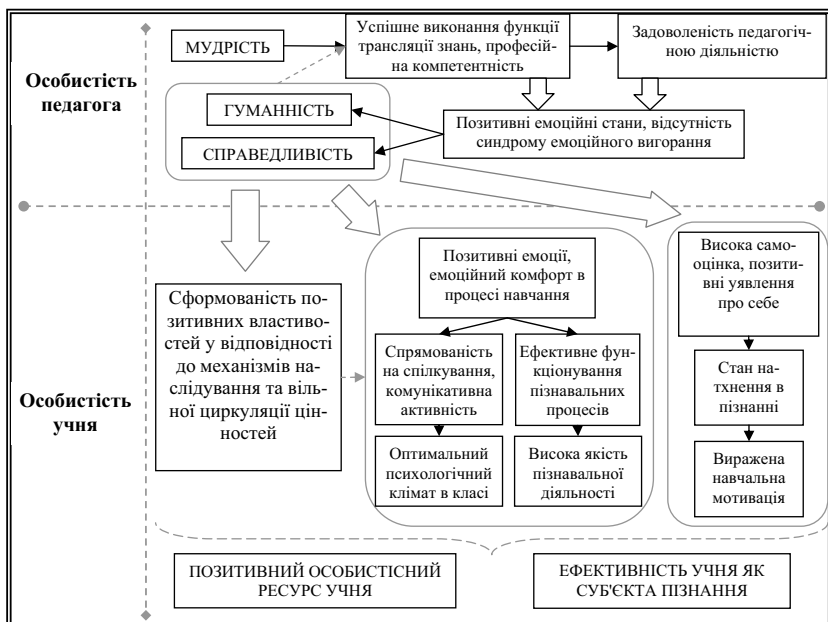 Особистість
педагога
МУДРІСТЬ
Успішне виконання функції
трансляції знань, професій-
на компетентність
Задоволеність педагогіч-
ною діяльністю
ГУМАННІСТЬ
СПРАВЕДЛИВІСТЬ
Позитивні емоційні стани, відсутність
синдрому емоційного вигорання
Особистість
учня
Сформованість по-
зитивних властиво-
стей у відповідності
до механізмів на-
слідування та віль-
ної циркуляції цін-
ностей
Позитивні емоції,
емоційний комфорт в
процесі навчання
Спрямованість
на спілкування,
комунікативна
активність
Ефективне фун-
кціонування
пізнавальних
процесів
Оптимальний
психологічний
клімат в класі
Висока якість
пізнавальної
діяльності
Висока само-
оцінка, позити-
вні уявлення
про себе
Стан на-
тхнення в
пізнанні
Виражена
навчальна
мотивація
ПОЗИТИВНИЙ ОСОБИСТІСНИЙ
РЕСУРС УЧНЯ
ЕФЕКТИВНІСТЬ УЧНЯ ЯК
СУБ'ЄКТА ПІЗНАННЯ